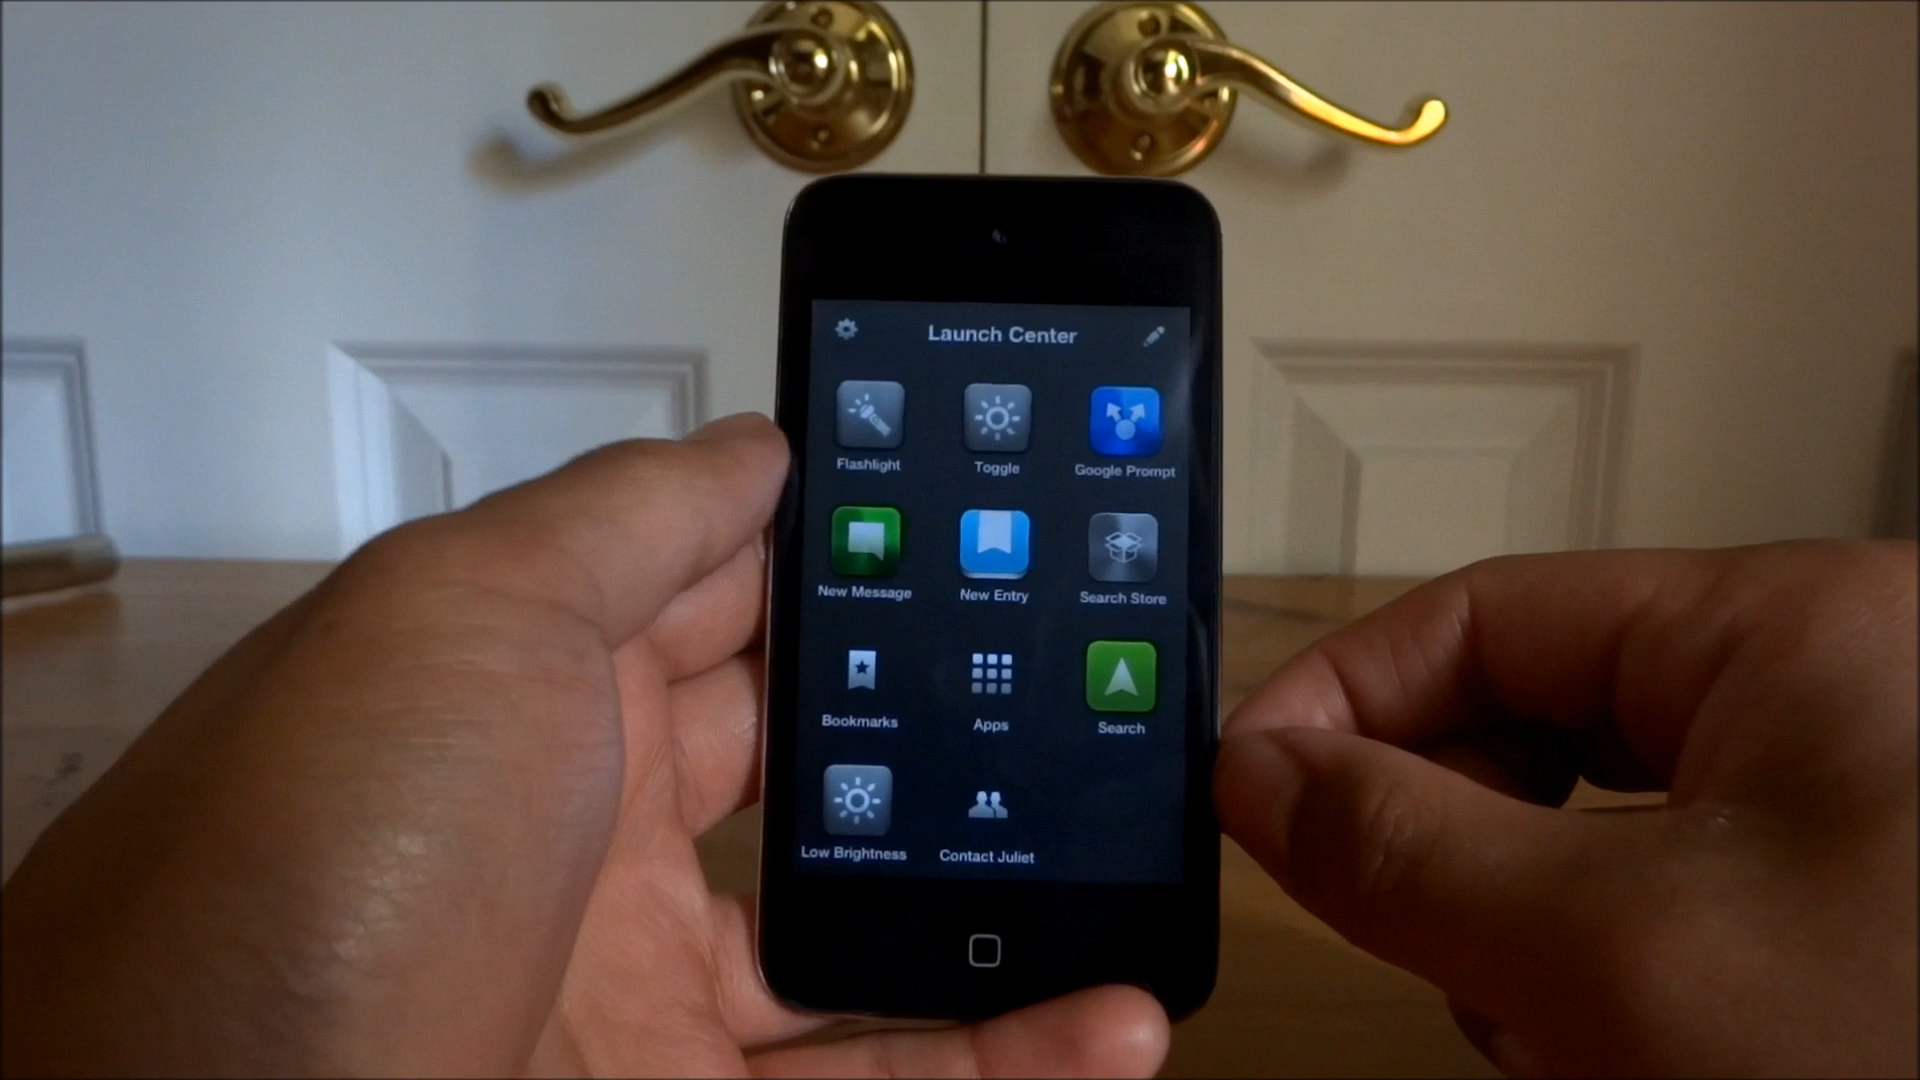 Launch Center
Flashlight
Toggle
Google Prompt
New Message
New Entry
Search Store
Bookmarks
Apps
Search
Low Brightness
Contact Juliet